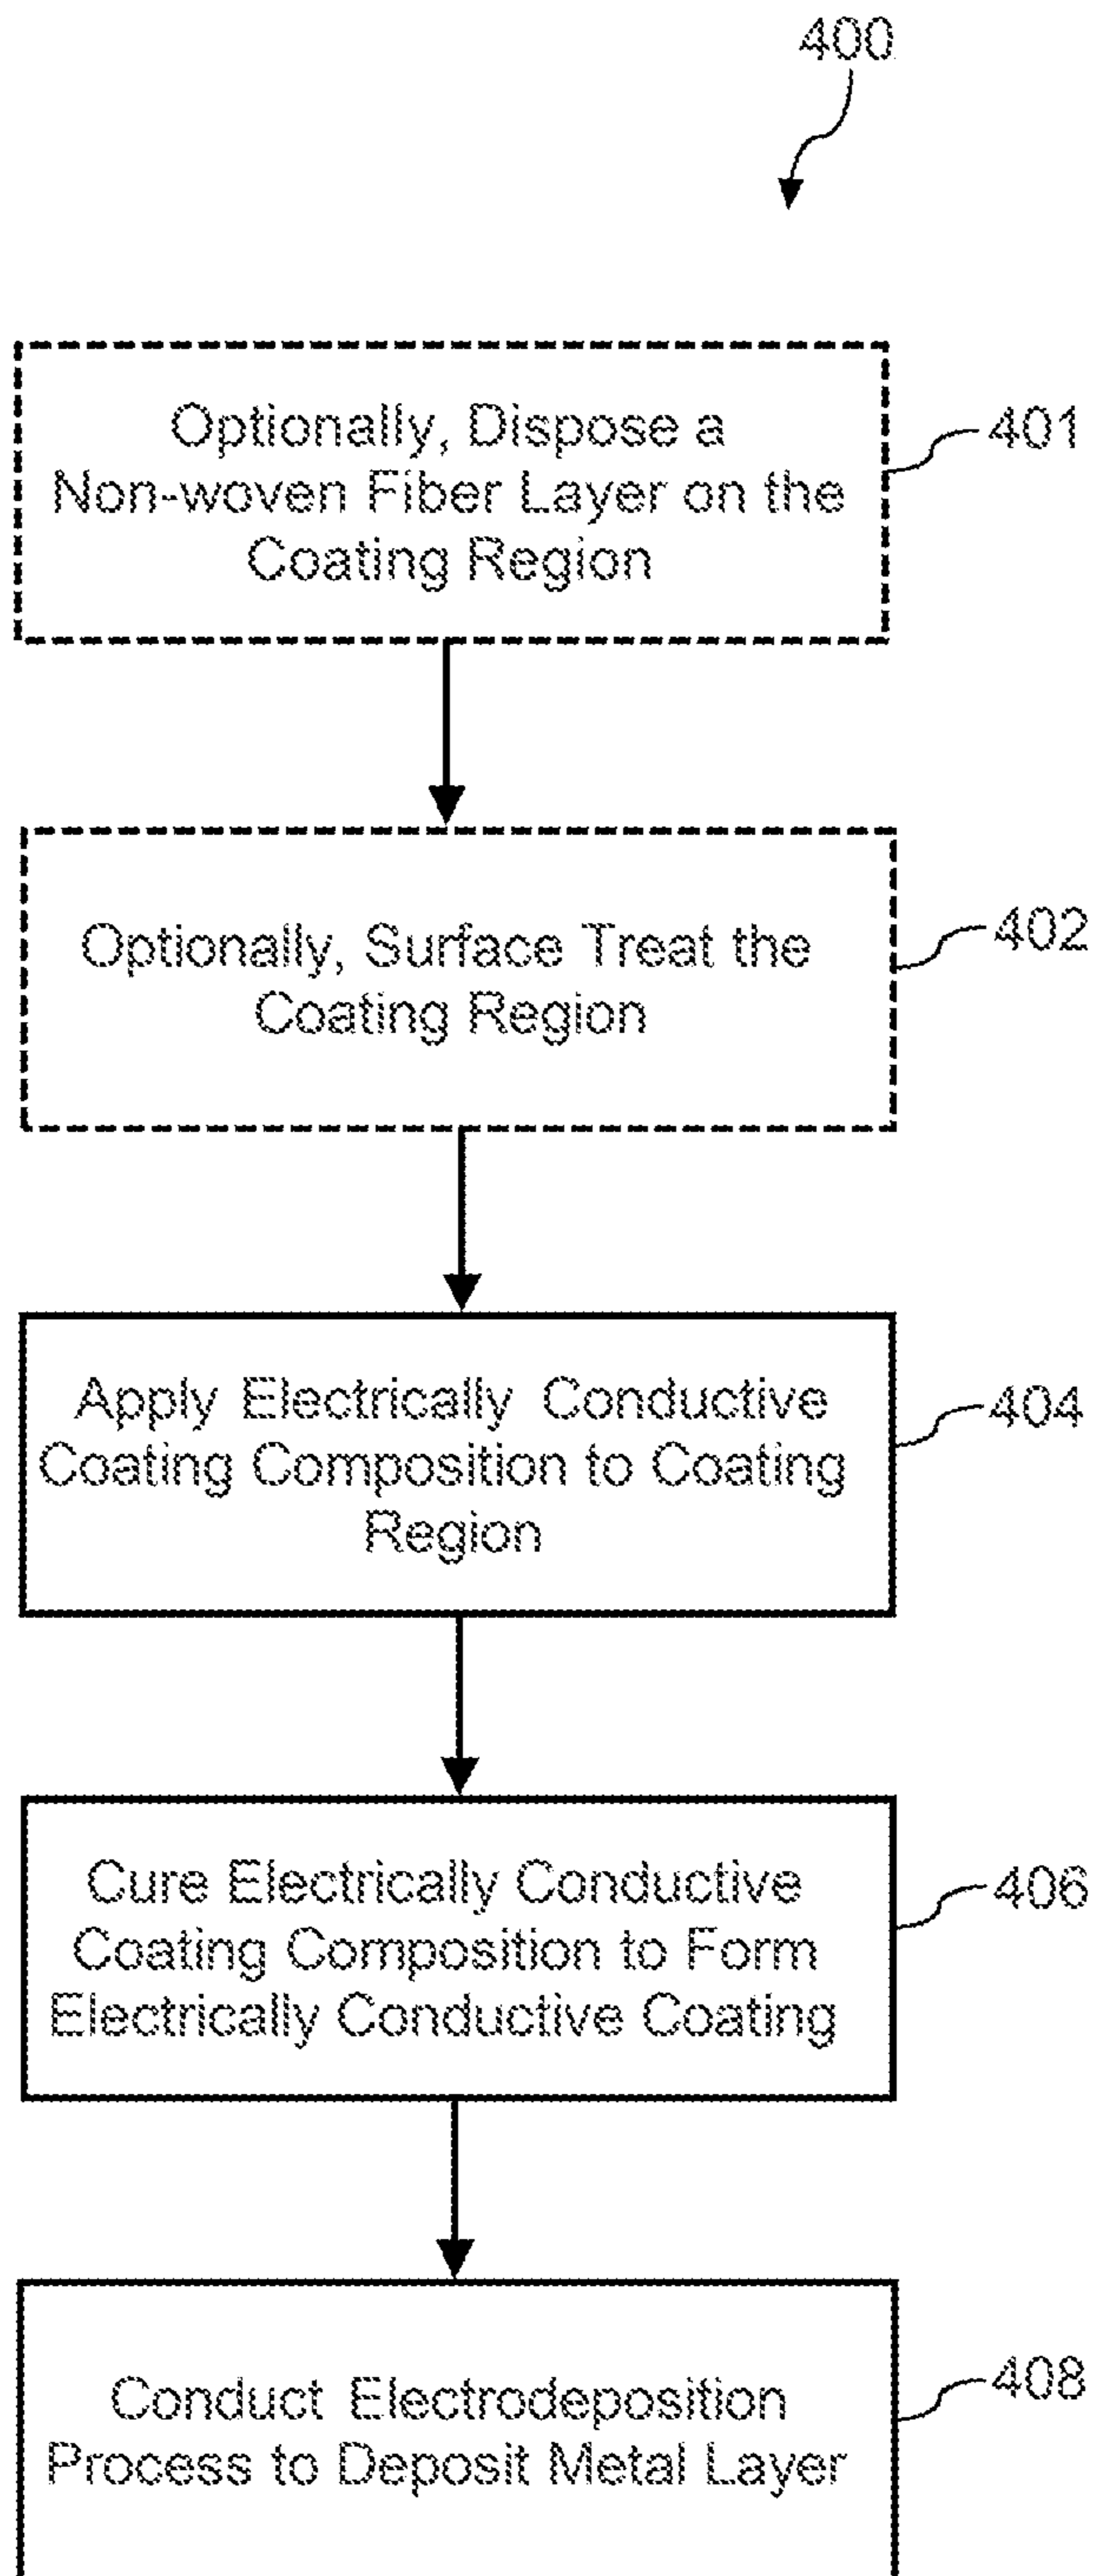 400
Optionally, Dispose a
Non-woven Fiber Layer on the
Coating Region
401
Optionally, Surface Treat the
Coating Region
402
Apply Electrically Conductive
Coating Composition to Coating
Region
404
Cure Electrically Conductive
Coating Composition to Form
Electrically Conductive Coating
406
Conduct Electrodeposition
Process to Deposit Metal Layer
408